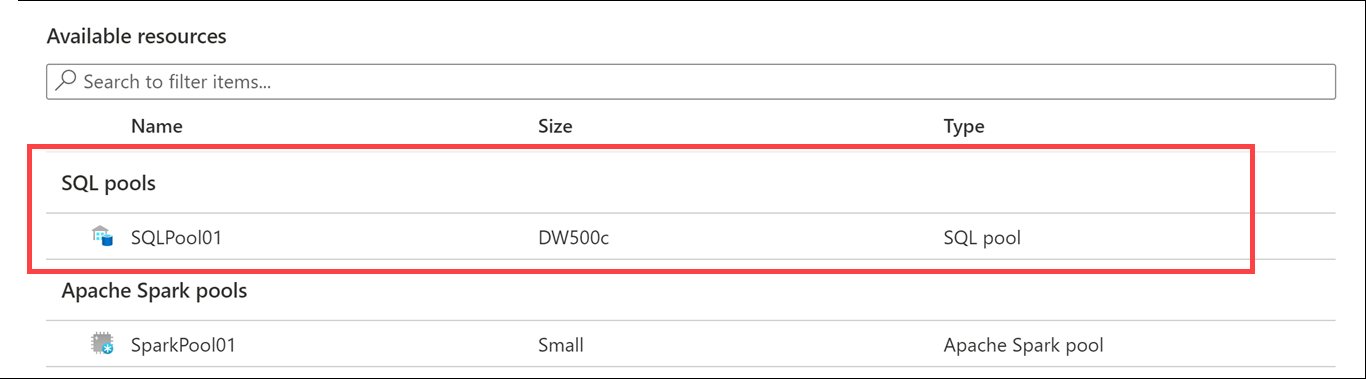 Available resources
Search to filter items...
Name Size Type
SQL pools
SQLPool01 DW500c SQL pool
Apache Spark pools
SparkPool01 Small Apache Spark pool